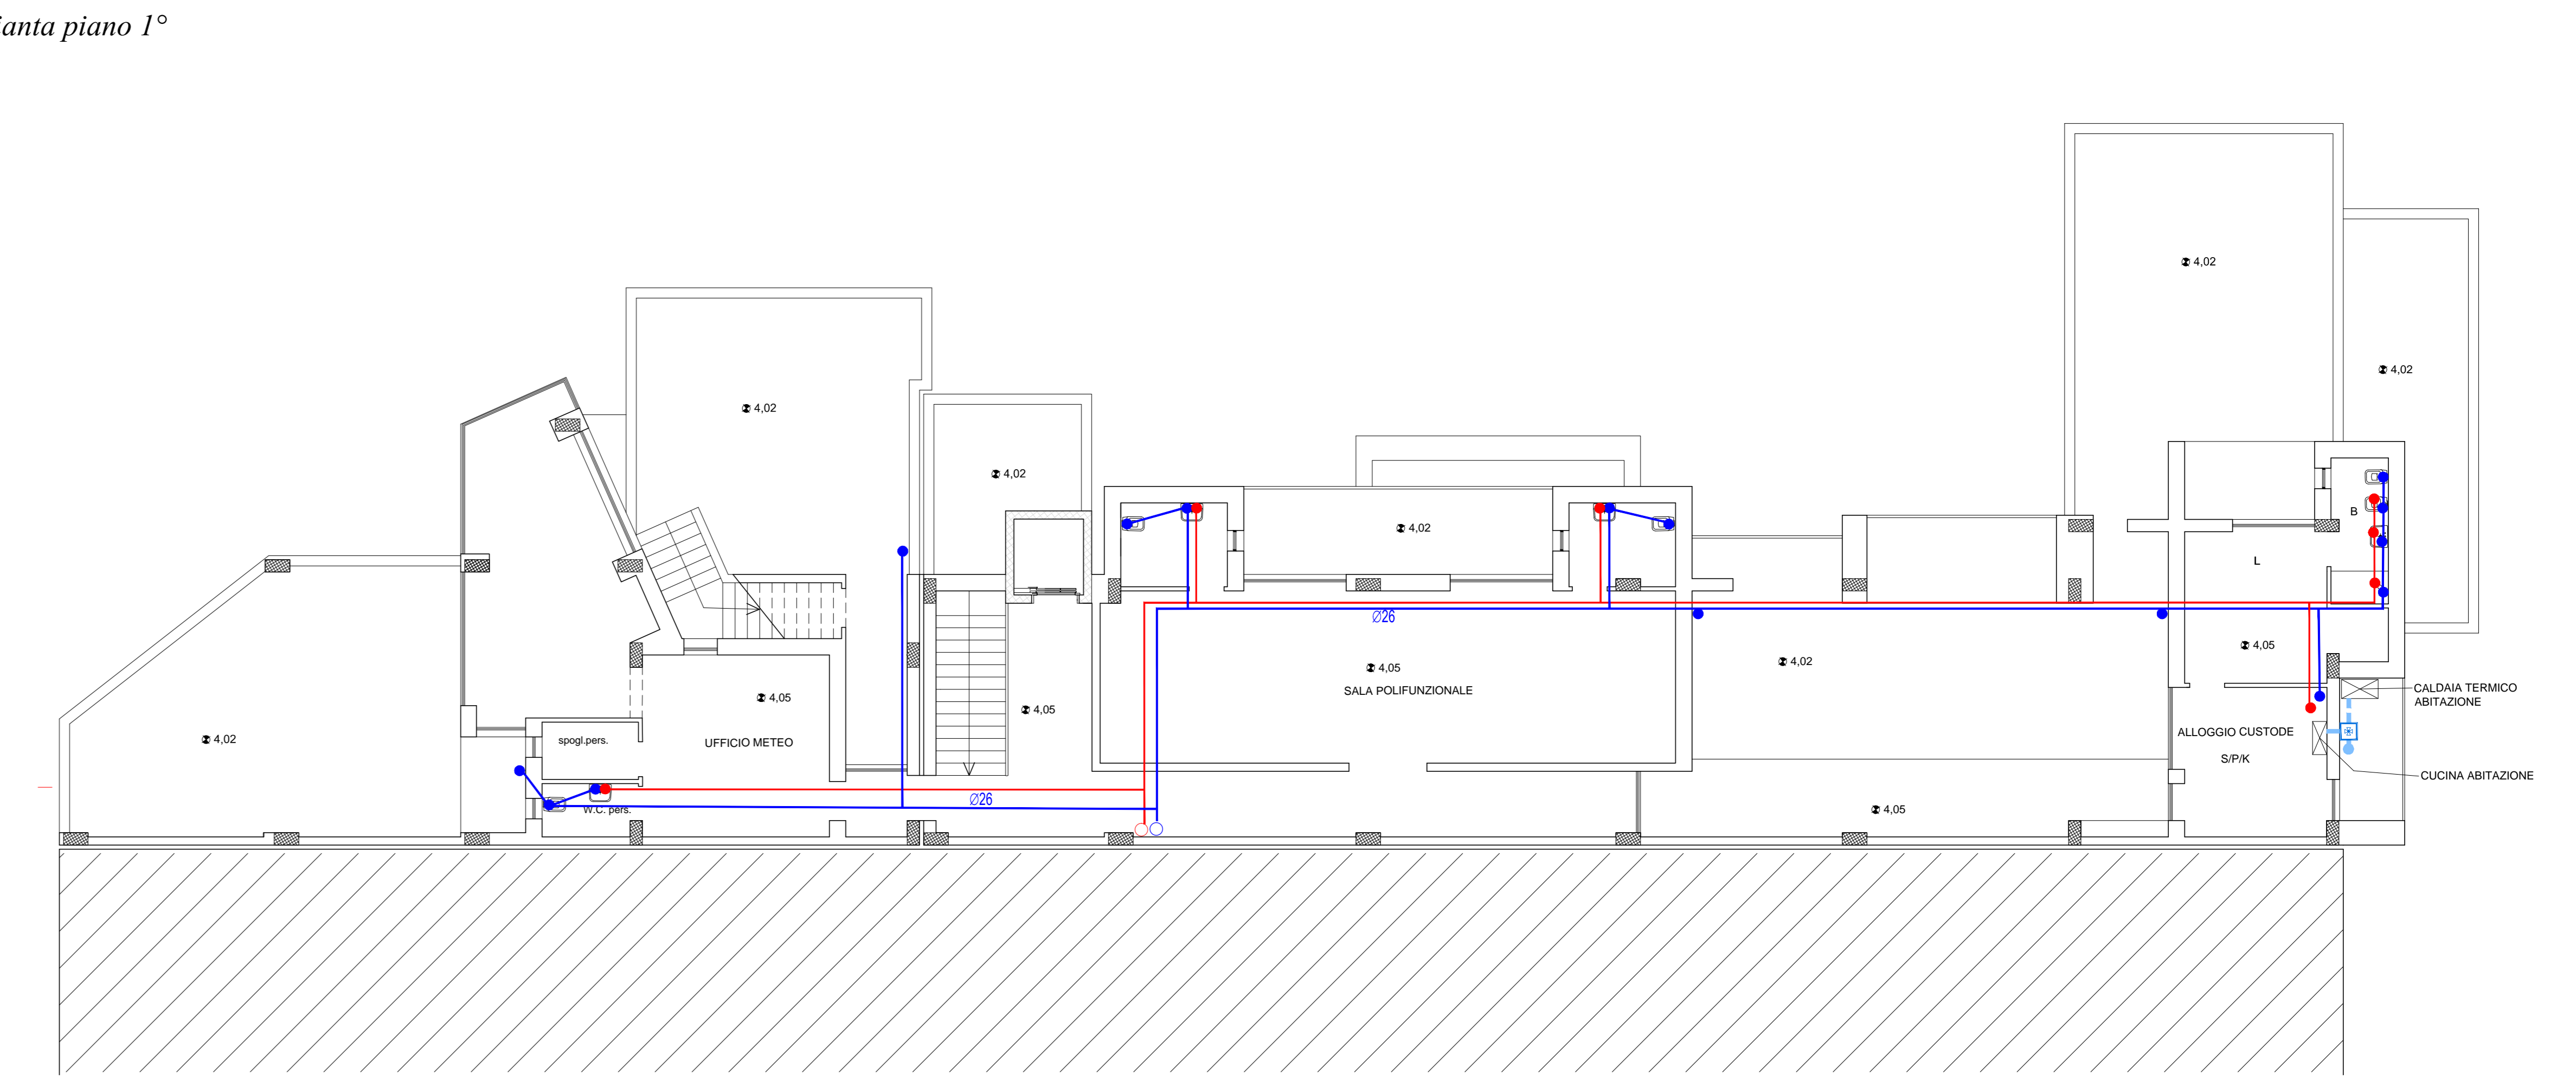 ianta piano 1°
4,02
4,02
4,02
4,02
4,02
B
4,02
L
Ø26
4,05
4,05
4,02
SALA POLIFUNZIONALE
4,05
CALDAIA TERMICO
ABITAZIONE
4,05
4,02
spogl.pers.
UFFICIO METEO
ALLOGGIO CUSTODE
S/P/K
CUCINA ABITAZIONE
Ø26
W.C. pers.
4,05